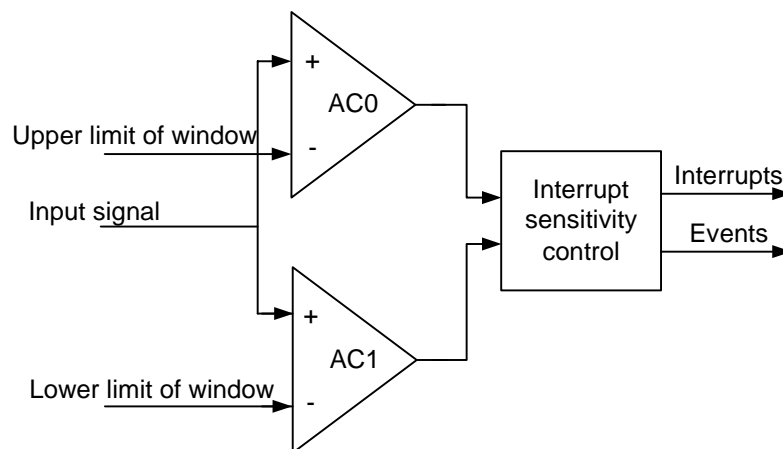 +
AC0
-
Upper limit of window
Input signal
Interrupt
sensitivity
control
Interrupts
Events
+
AC1
-
Lower limit of window